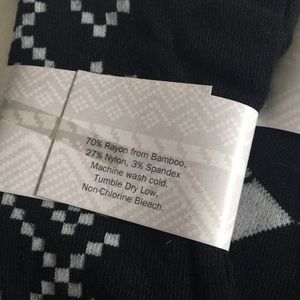 70% Rayon from Bamboo,
27% Nylon, 3% Spandex
Machine wash cold.
Tumble Dry Low.
Non-Chlorine Bleach.